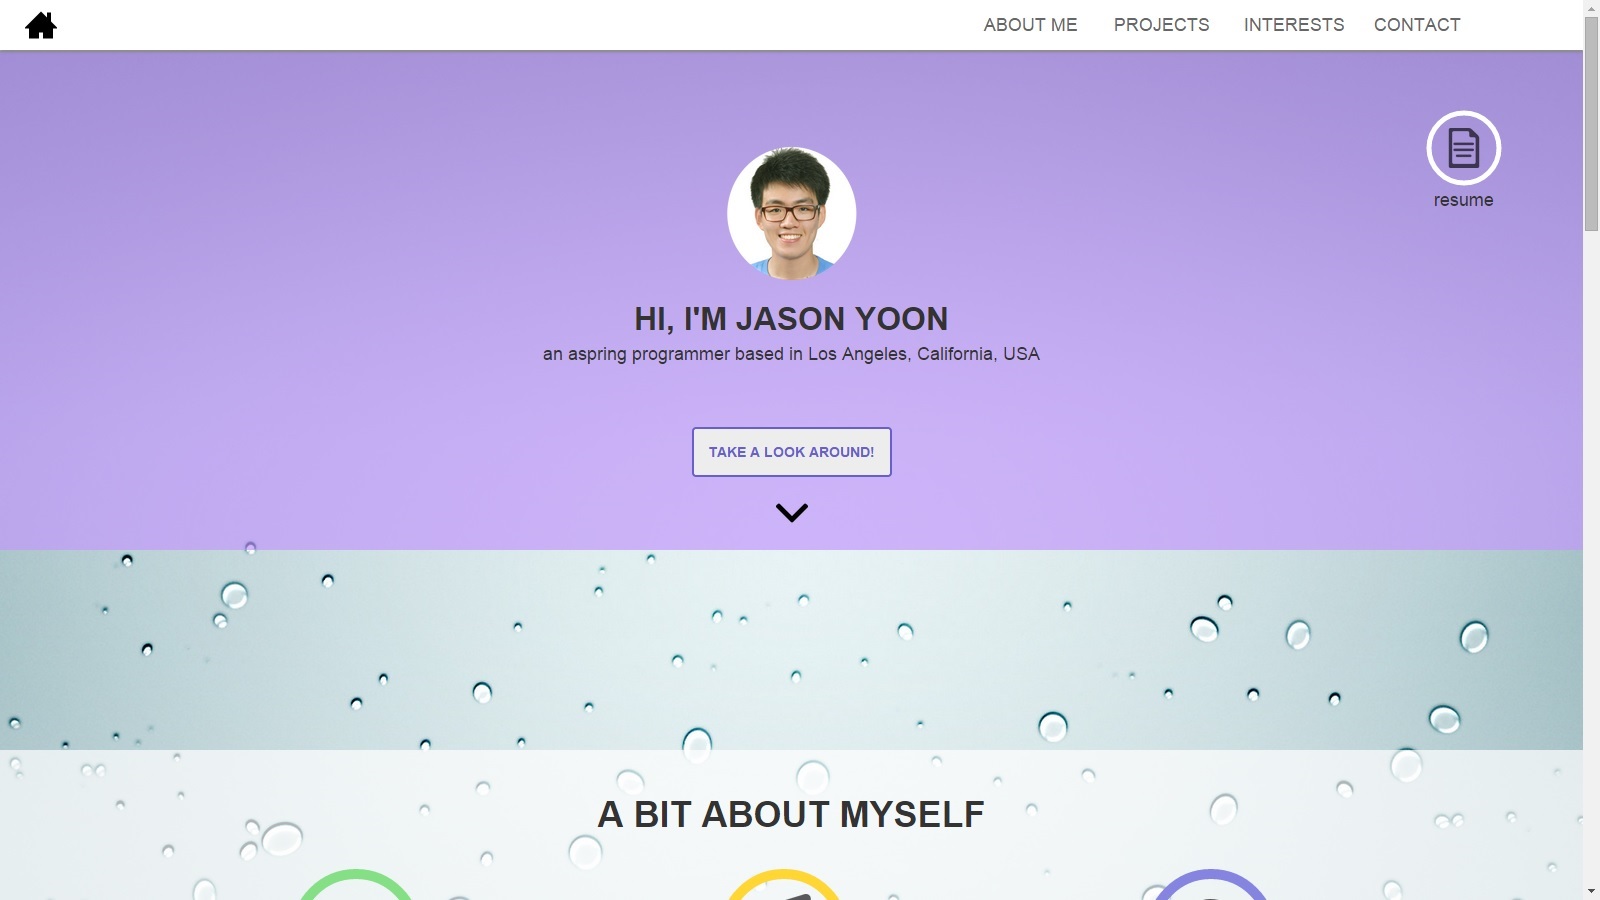 ABOUT ME PROJECTS INTERESTS CONTACT
resume
HI, I'M JASON YOON
an aspring programmer based in Los Angeles, California, USA
TAKE A LOOK AROUND!
A BIT ABOUT MYSELF